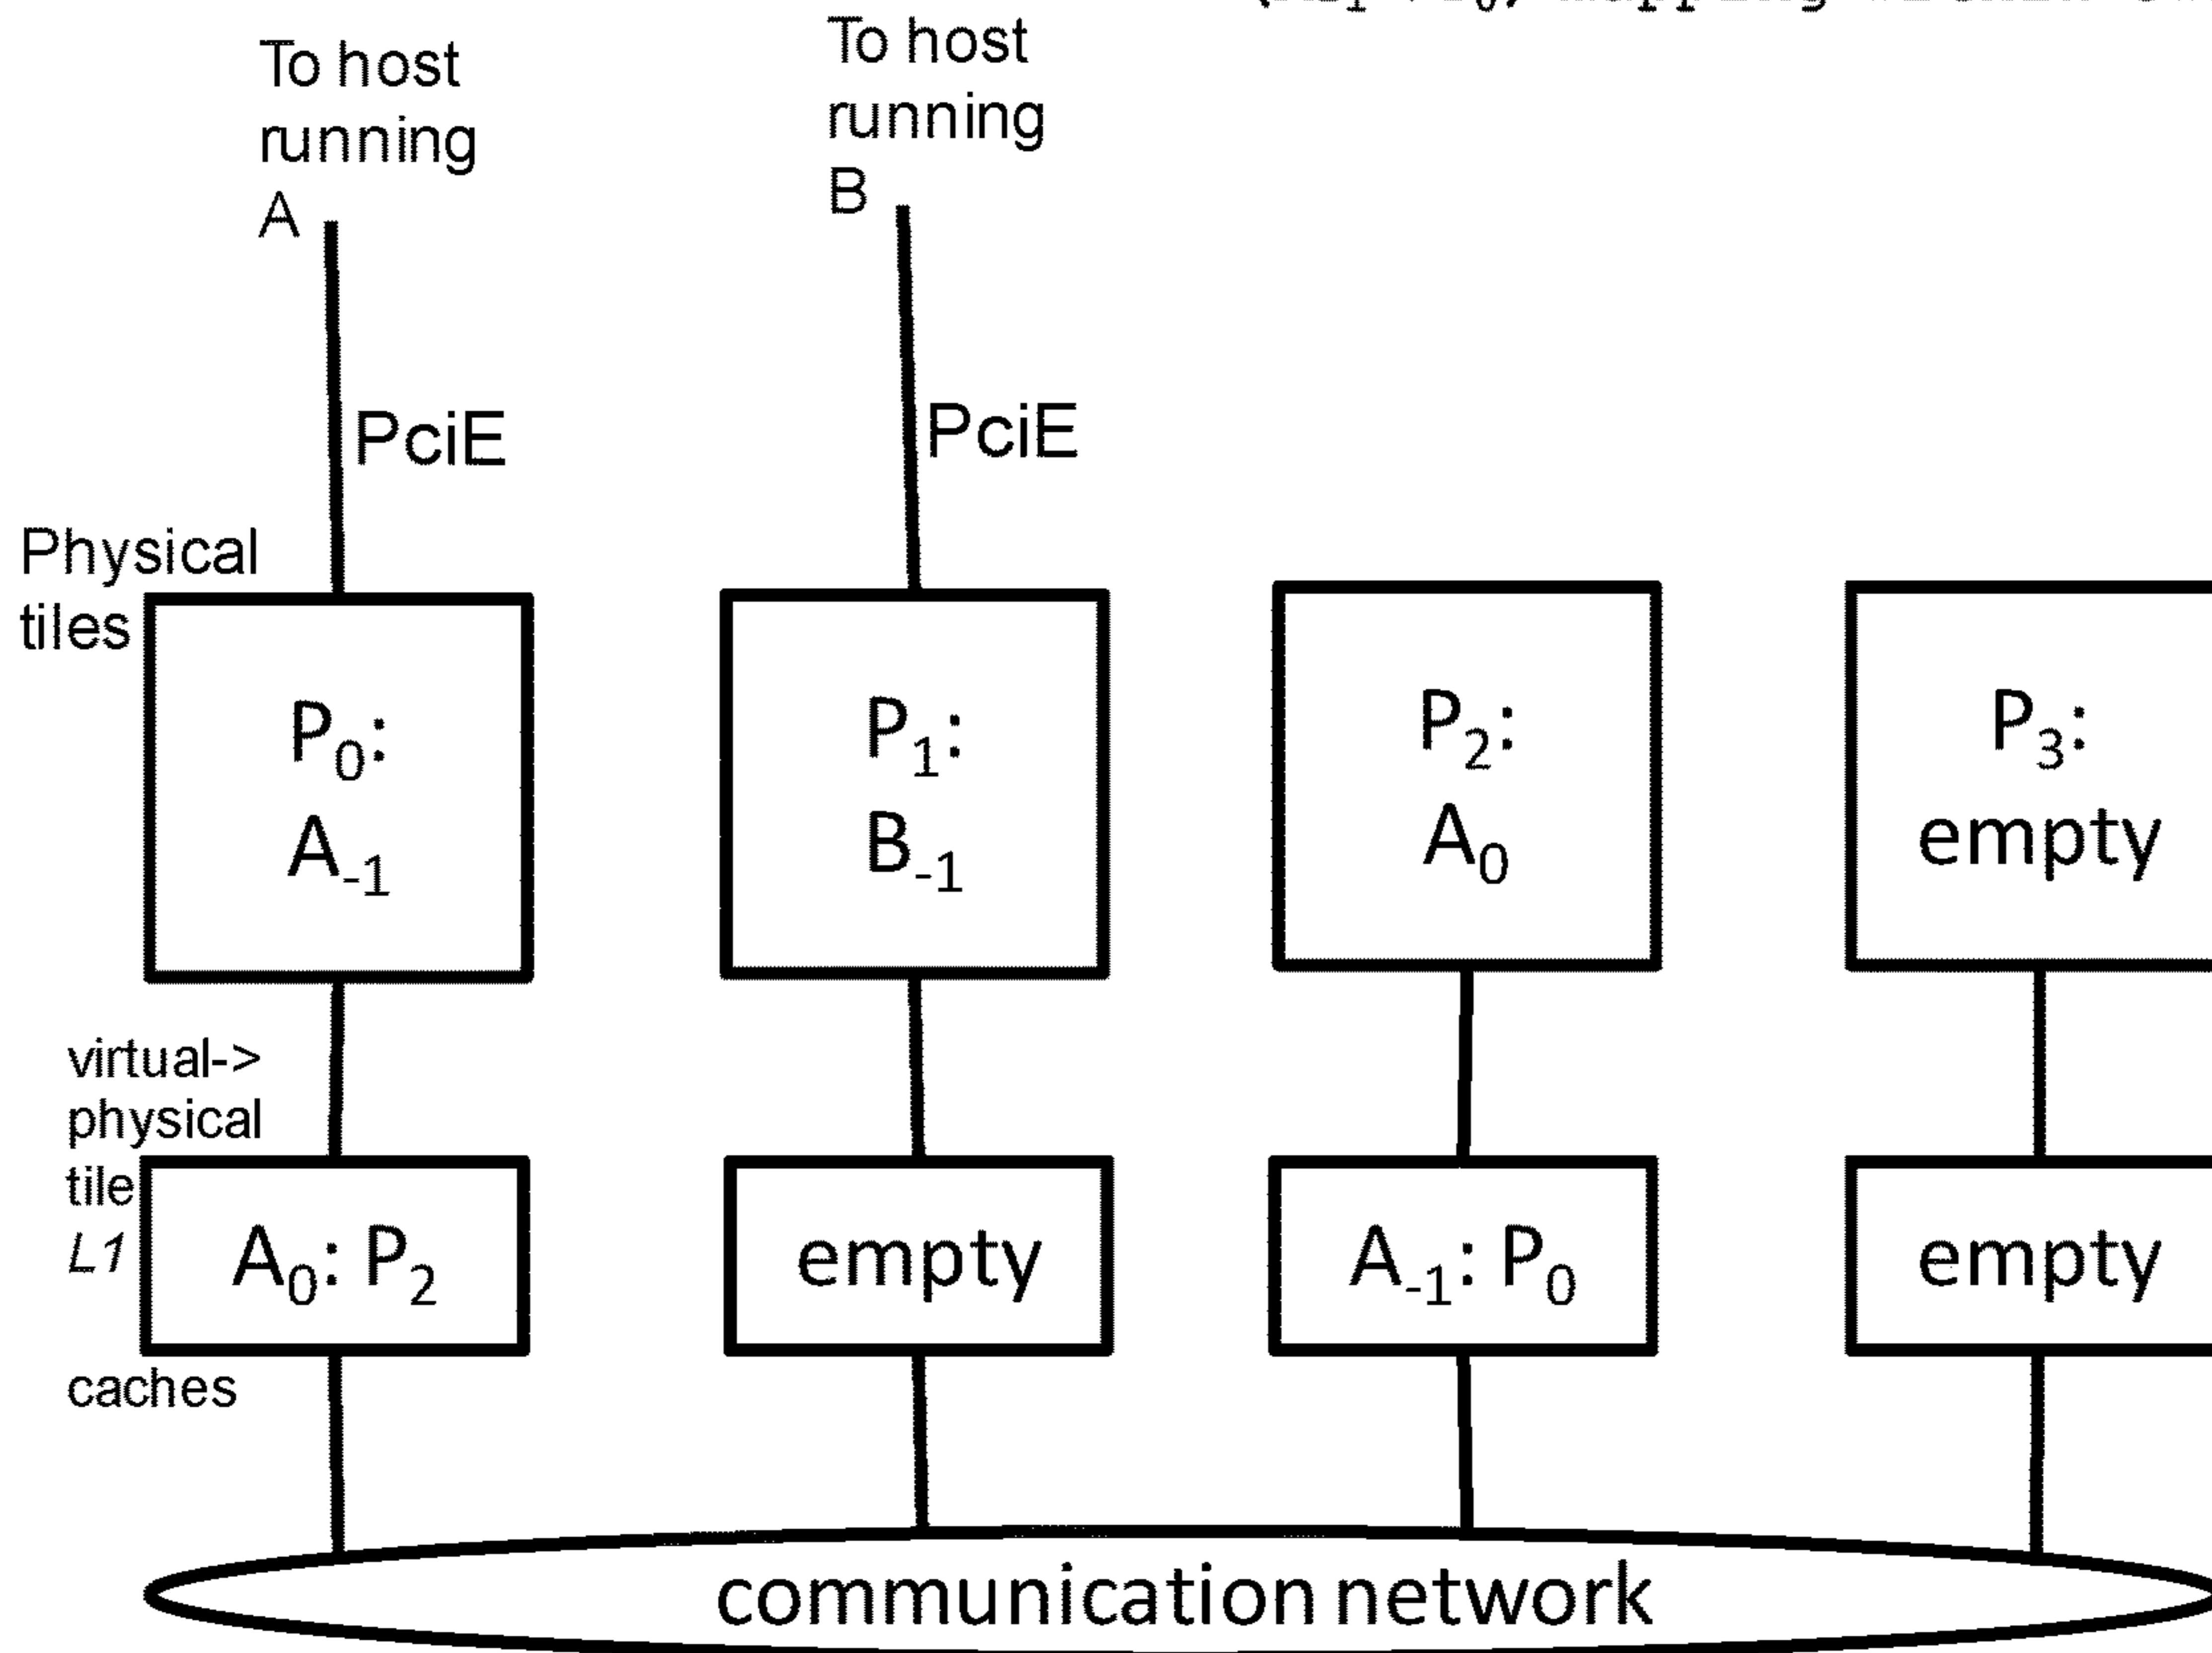 To host
running
A
To host
running
B
PciE
PciE
Physical
tiles
P₀:
A₋₁
P₁:
B₋₁
P₂:
A₀
P₃:
empty
virtual->
physical
tile
L1
caches
A₀: P₂
empty
A₋₁: P₀
empty
communication network